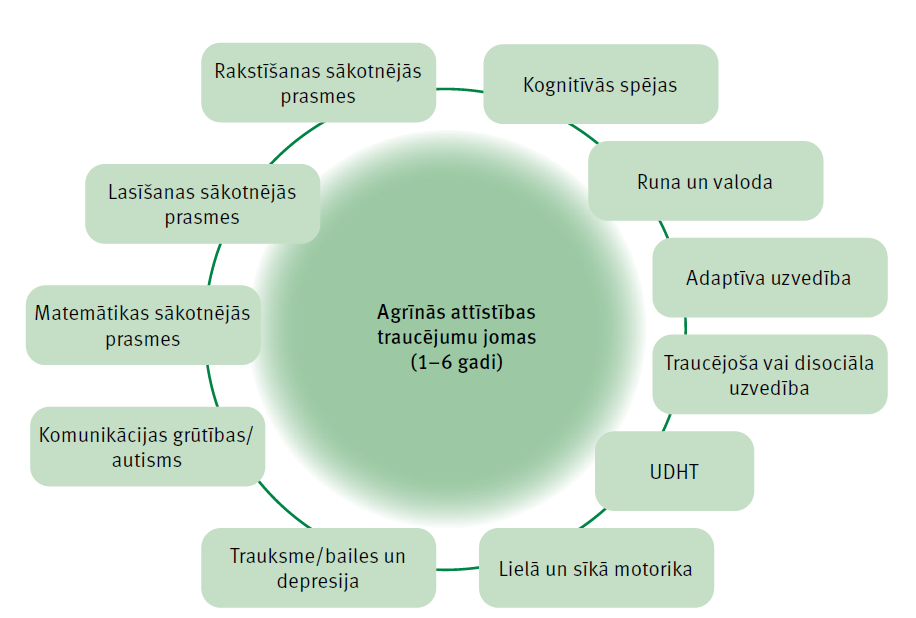 Rakstīšanas sākotnējās
prasmes
Kognitīvās spējas
Runa un valoda
Adaptīva uzvedība
Traucējoša vai disociāla
uzvedība
UDHT
Lielā un sīkā motorika
Trauksme/bailes un
depresija
Komunikācijas grūtības/
autisms
Matemātikas sākotnējās
prasmes
Lasīšanas sākotnējās
prasmes
Agrīnās attīstības
traucējumu jomas
(1–6 gadi)